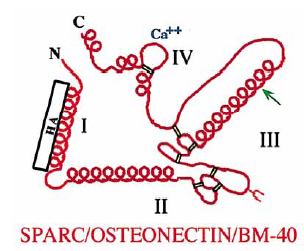 C
Ca++
N
IV
HA
I
III
II
SPARC/OSTEONECTIN/BM-40